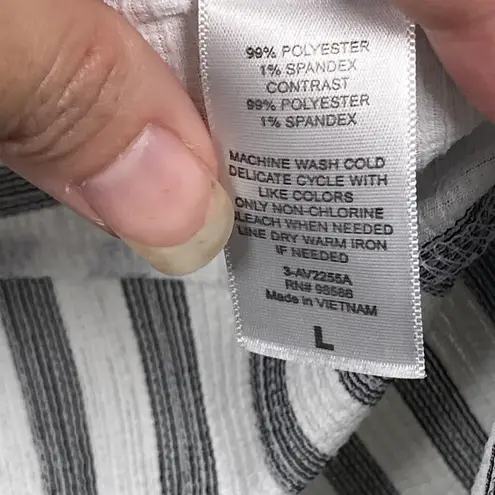 99% POLYESTER
1% SPANDEX
CONTRAST
99% POLYESTER
1% SPANDEX
MACHINE WASH COLD
DELICATE CYCLE WITH
LIKE COLORS
ONLY NON-CHLORINE
BLEACH WHEN NEEDED
LINE DRY WARM IRON
IF NEEDED
3-AV2255A
RN# 98588
Made in VIETNAM
L